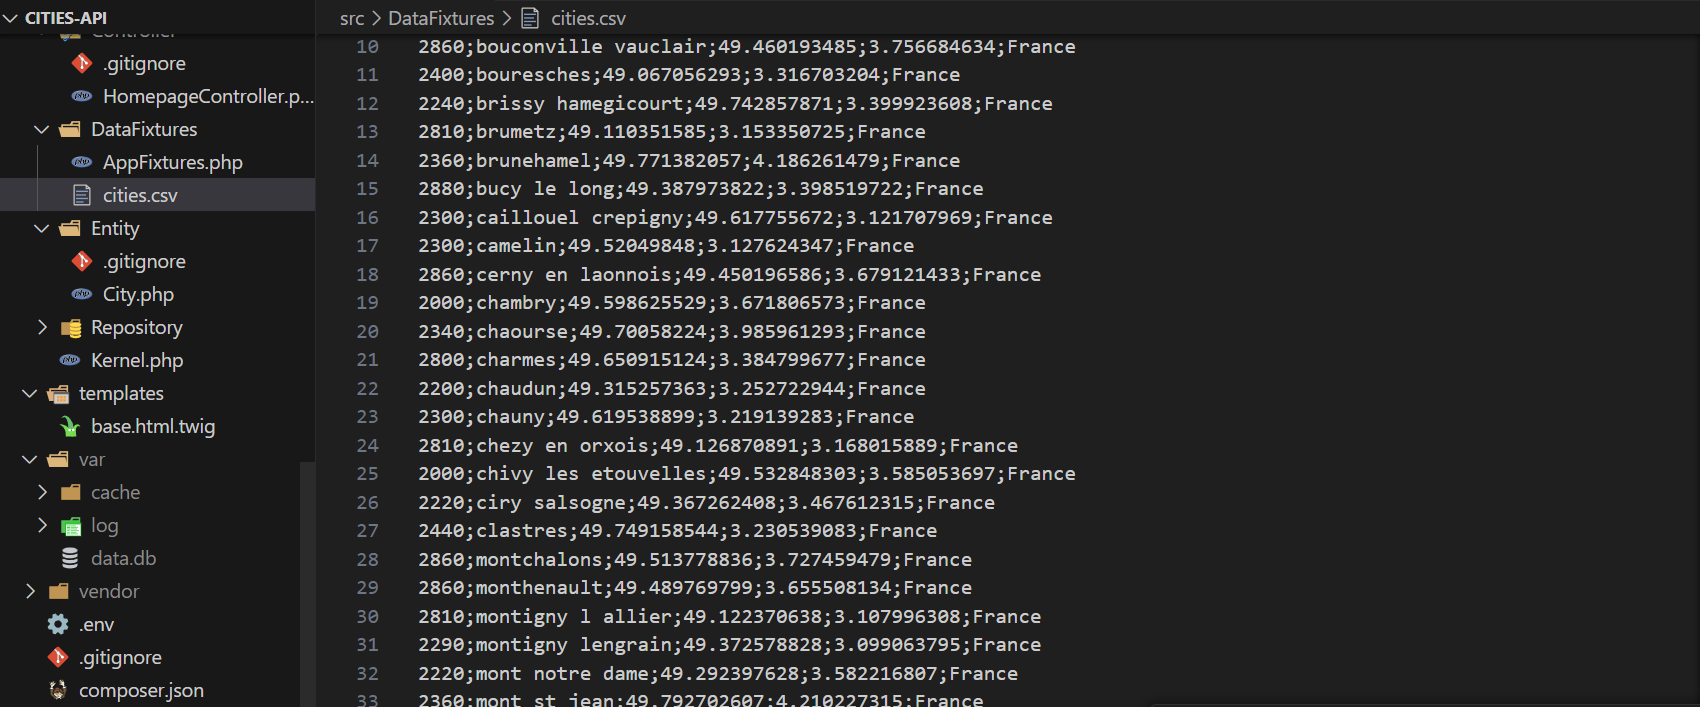 CITIES-API
Controller
.gitignore
HomepageController.p...
DataFixtures
AppFixtures.php
cities.csv
Entity
.gitignore
City.php
Repository
Kernel.php
templates
base.html.twig
var
cache
log
data.db
vendor
.env
.gitignore
composer.json
src > DataFixtures > cities.csv
10 2860;bouconville vauclair;49.460193485;3.756684634;France
11 2400;bouresches;49.067056293;3.316703204;France
12 2240;brissy hamegicourt;49.742857871;3.399923608;France
13 2810;brumetz;49.110351585;3.153350725;France
14 2360;brunehamel;49.771382057;4.186261479;France
15 2880;bucy le long;49.387973822;3.398519722;France
16 2300;caillouel crepigny;49.617755672;3.121707969;France
17 2300;camelin;49.52049848;3.127624347;France
18 2860;cerny en laonnois;49.450196586;3.679121433;France
19 2000;chambry;49.598625529;3.671806573;France
20 2340;chaourse;49.70058224;3.985961293;France
21 2800;charmes;49.650915124;3.384799677;France
22 2200;chaudun;49.315257363;3.252722944;France
23 2300;chauny;49.619538899;3.219139283;France
24 2810;chezy en orxois;49.126870891;3.168015889;France
25 2000;chivy les etouvelles;49.532848303;3.585053697;France
26 2220;ciry salsogne;49.367262408;3.467612315;France
27 2440;clastres;49.749158544;3.230539083;France
28 2860;montchalons;49.513778836;3.727459479;France
29 2860;monthenault;49.489769799;3.655508134;France
30 2810;montigny l allier;49.122370638;3.107996308;France
31 2290;montigny lengrain;49.372578828;3.099063795;France
32 2220;mont notre dame;49.292397628;3.582216807;France
33 2360;mont st jean;49.792702607;4.210227315;France